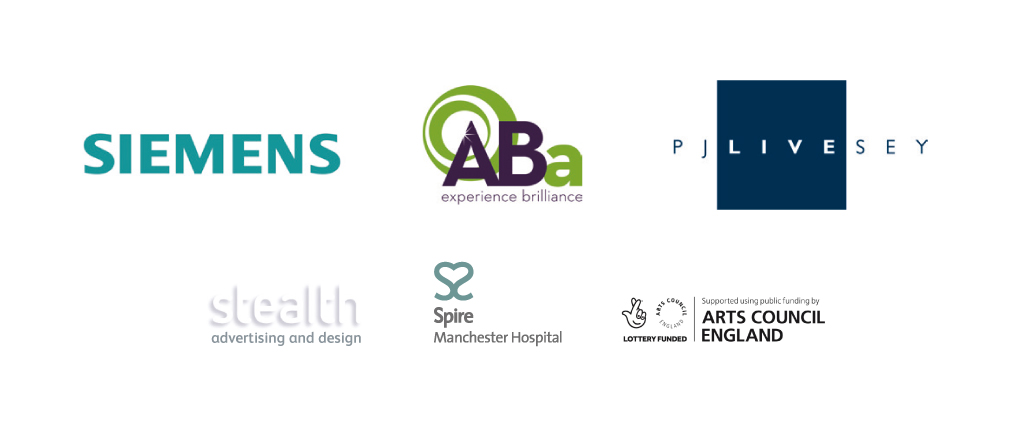 SIEMENS
ABa
experience brilliance
PJLIVESEY
stealth
advertising and design
Spire
Manchester Hospital
LOTTERY FUNDED
ARTS COUNCIL
ENGLAND
Supported using public funding by
ARTS COUNCIL
ENGLAND